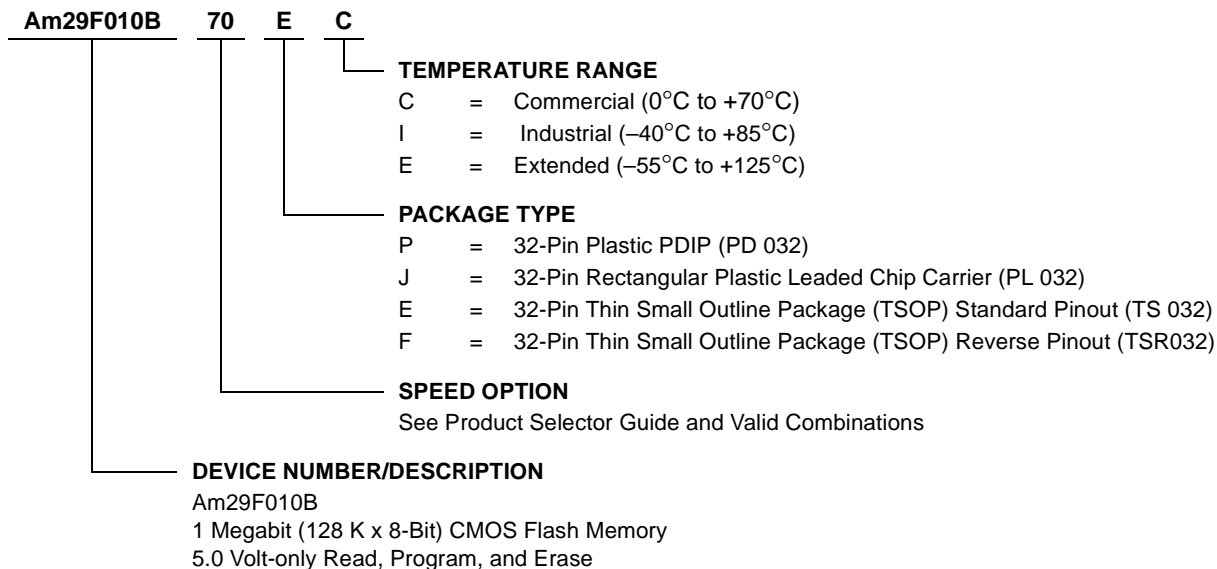 Am29F010B 70 E C
TEMPERATURE RANGE
C = Commercial (0°C to +70°C)
I = Industrial (–40°C to +85°C)
E = Extended (–55°C to +125°C)
PACKAGE TYPE
P = 32-Pin Plastic PDIP (PD 032)
J = 32-Pin Rectangular Plastic Leaded Chip Carrier (PL 032)
E = 32-Pin Thin Small Outline Package (TSOP) Standard Pinout (TS 032)
F = 32-Pin Thin Small Outline Package (TSOP) Reverse Pinout (TSR032)
SPEED OPTION
See Product Selector Guide and Valid Combinations
DEVICE NUMBER/DESCRIPTION
Am29F010B
1 Megabit (128 K x 8-Bit) CMOS Flash Memory
5.0 Volt-only Read, Program, and Erase